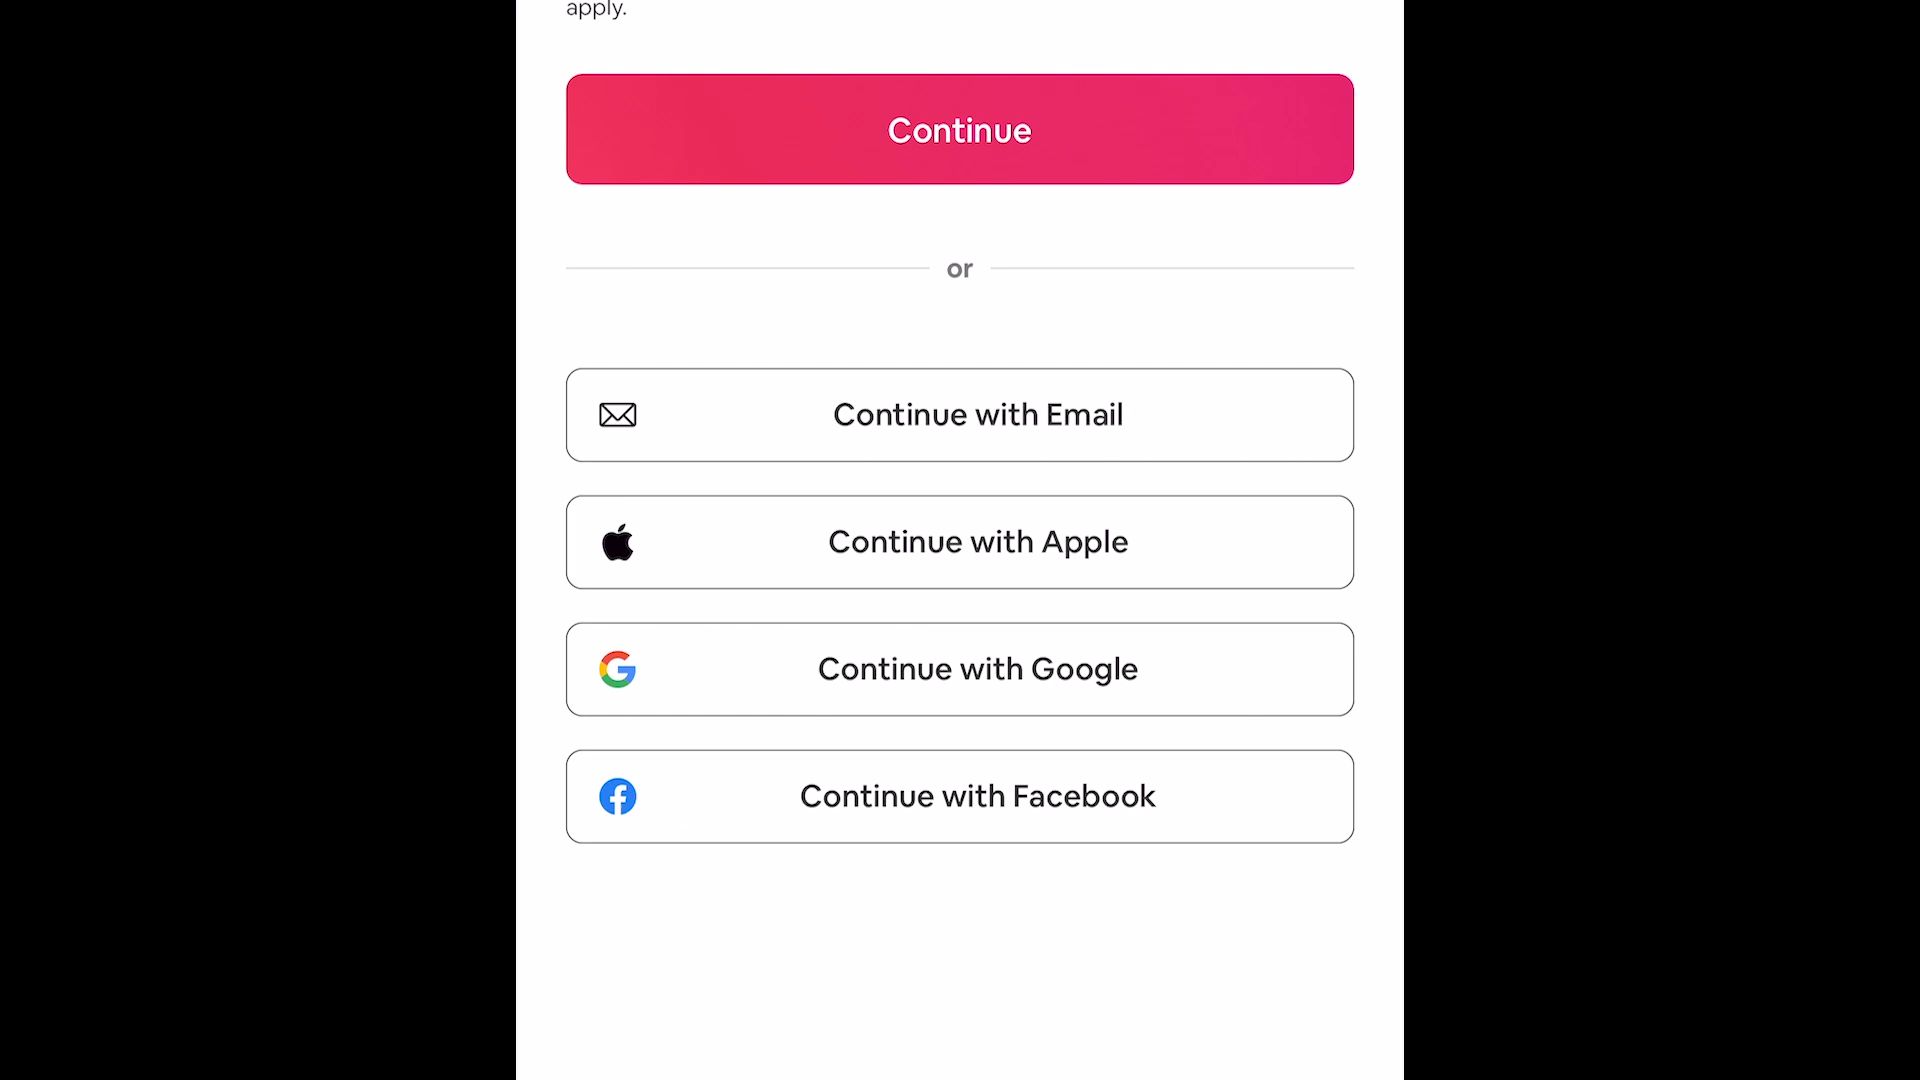 apply.
Continue
or
Continue with Email
Continue with Apple
Continue with Google
Continue with Facebook